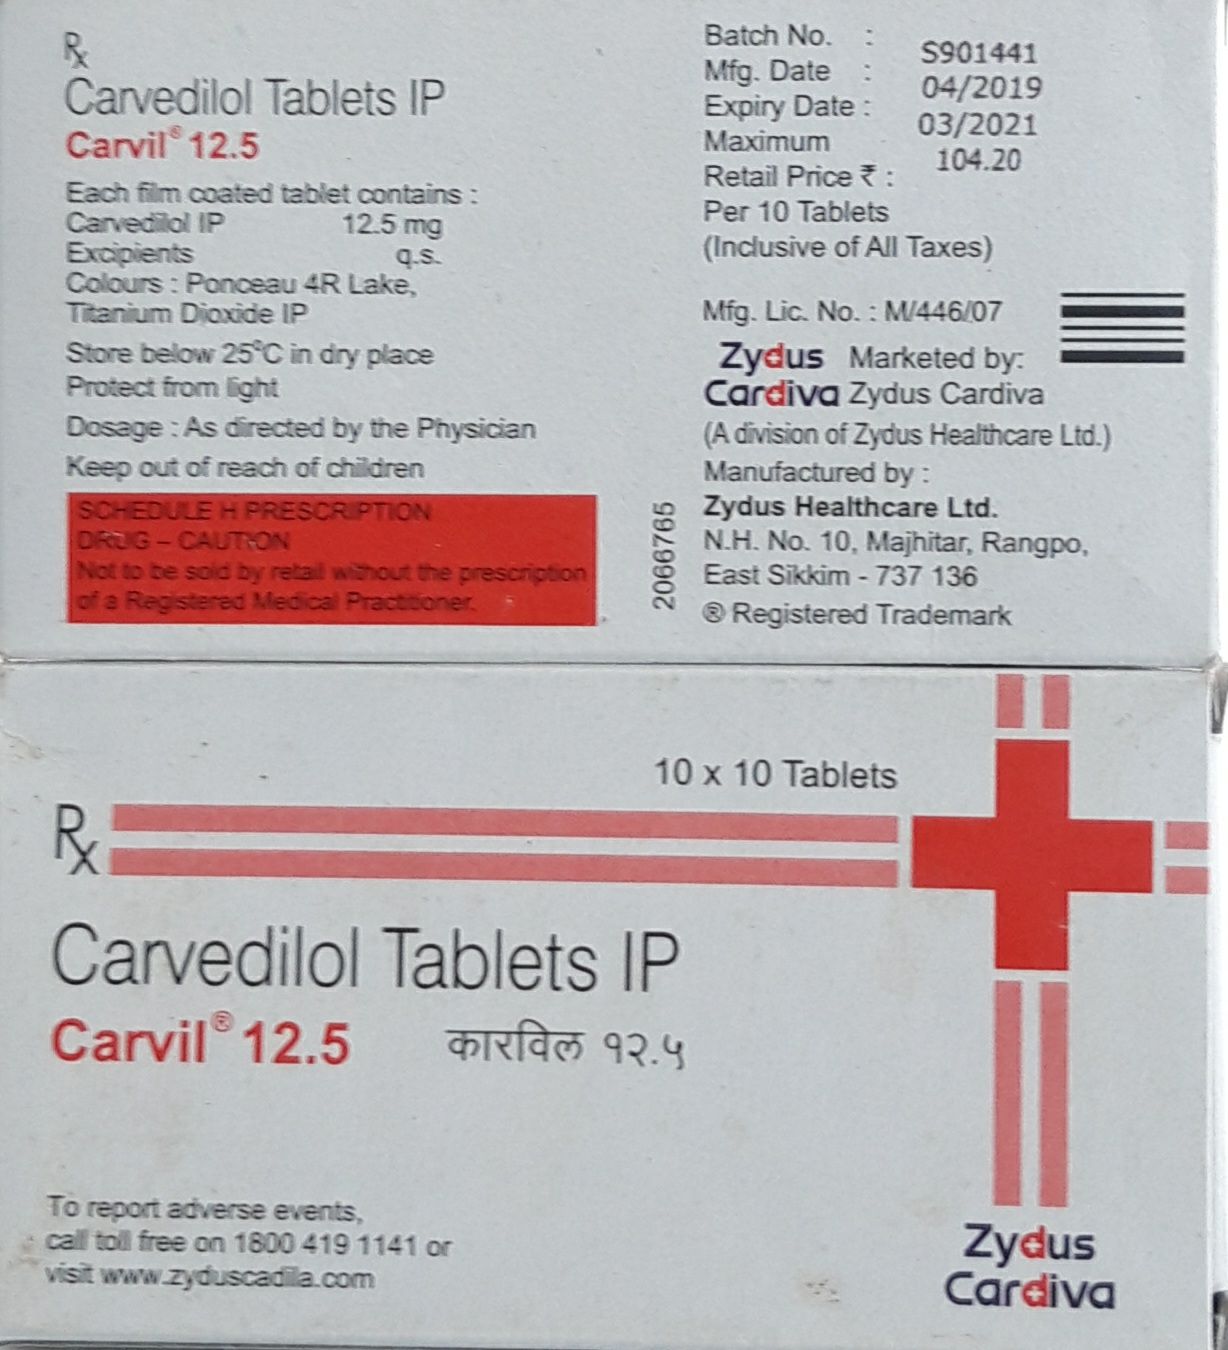 Rx
Carvedilol Tablets IP
Carvil® 12.5
Each film coated tablet contains :
Carvedilol IP 12.5 mg
Excipients q.s.
Colours : Ponceau 4R Lake,
Titanium Dioxide IP
Store below 25°C in dry place
Protect from light
Dosage : As directed by the Physician
Keep out of reach of children
SCHEDULE H PRESCRIPTION
DRUG – CAUTION
Not to be sold by retail without the prescription
of a Registered Medical Practitioner.
Batch No. : S901441
Mfg. Date : 04/2019
Expiry Date : 03/2021
Maximum
Retail Price ₹ : 104.20
Per 10 Tablets
(Inclusive of All Taxes)
Mfg. Lic. No. : M/446/07
Zydus Marketed by:
Cardiva Zydus Cardiva
(A division of Zydus Healthcare Ltd.)
Manufactured by :
Zydus Healthcare Ltd.
N.H. No. 10, Majhitar, Rangpo,
East Sikkim - 737 136
® Registered Trademark
2066765
10 x 10 Tablets
Rx
Carvedilol Tablets IP
Carvil® 12.5 कारविल १२.५
To report adverse events,
call toll free on 1800 419 1141 or
visit www.zyduscadila.com
Zydus
Cardiva